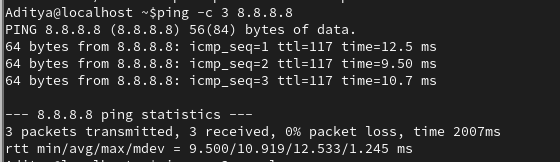 Aditya@localhost ~$ping -c 3 8.8.8.8
PING 8.8.8.8 (8.8.8.8) 56(84) bytes of data.
64 bytes from 8.8.8.8: icmp_seq=1 ttl=117 time=12.5 ms
64 bytes from 8.8.8.8: icmp_seq=2 ttl=117 time=9.50 ms
64 bytes from 8.8.8.8: icmp_seq=3 ttl=117 time=10.7 ms
--- 8.8.8.8 ping statistics ---
3 packets transmitted, 3 received, 0% packet loss, time 2007ms
rtt min/avg/max/mdev = 9.500/10.919/12.533/1.245 ms